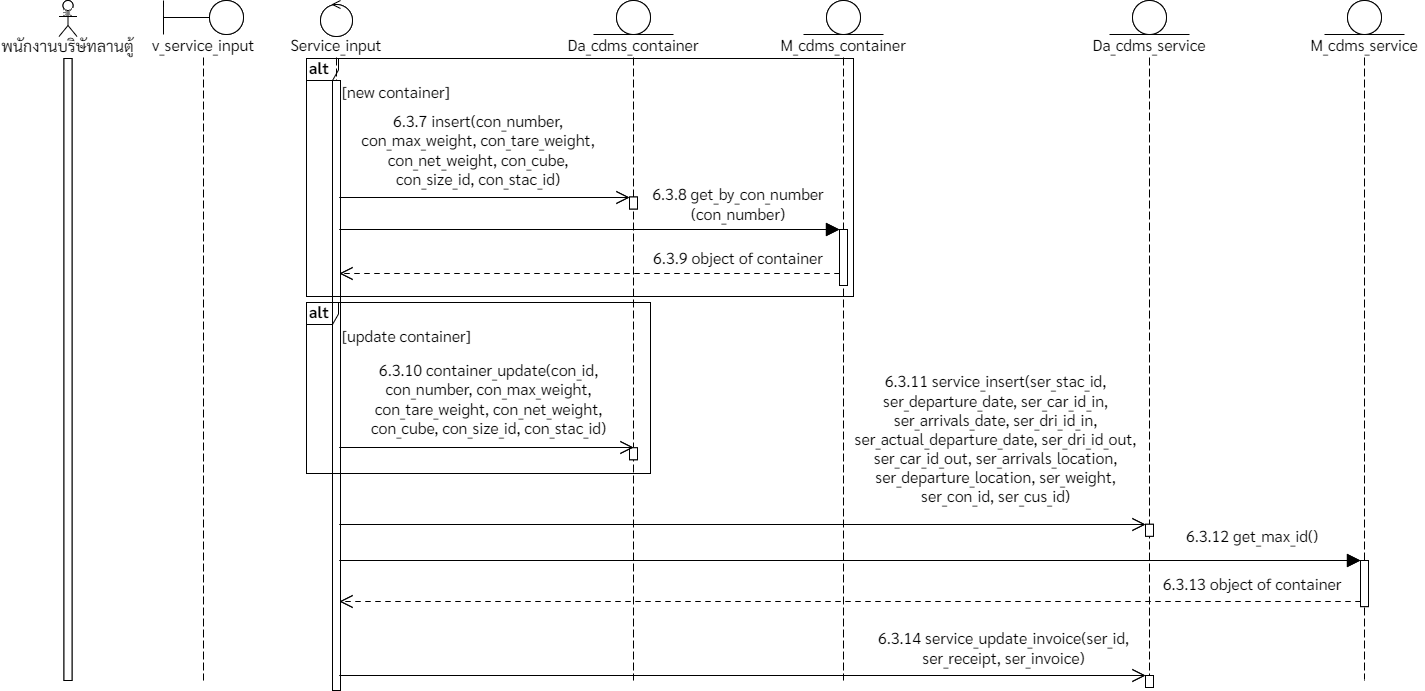 พนักงานบริษัทลานตู้
v_service_input
Service_input
Da_cdms_container
M_cdms_container
Da_cdms_service
M_cdms_service
alt
[new container]
6.3.7 insert(con_number,
con_max_weight, con_tare_weight,
con_net_weight, con_cube,
con_size_id, con_stac_id)
6.3.8 get_by_con_number
(con_number)
6.3.9 object of container
alt
[update container]
6.3.10 container_update(con_id,
con_number, con_max_weight,
con_tare_weight, con_net_weight,
con_cube, con_size_id, con_stac_id)
6.3.11 service_insert(ser_stac_id,
ser_departure_date, ser_car_id_in,
ser_arrivals_date, ser_dri_id_in,
ser_actual_departure_date, ser_dri_id_out,
ser_car_id_out, ser_arrivals_location,
ser_departure_location, ser_weight,
ser_con_id, ser_cus_id)
6.3.12 get_max_id()
6.3.13 object of container
6.3.14 service_update_invoice(ser_id,
ser_receipt, ser_invoice)